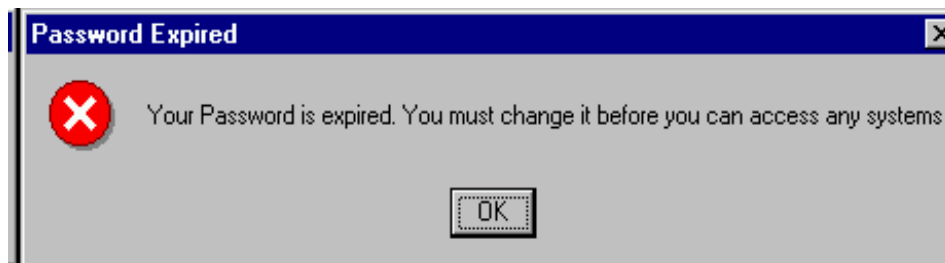 Password Expired
Your Password is expired. You must change it before you can access any systems
OK